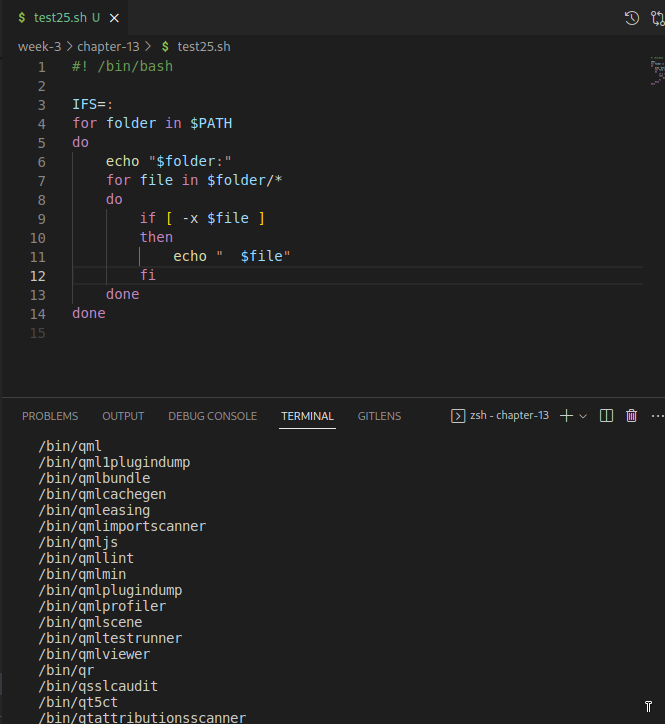 $ test25.sh U
week-3 > chapter-13 > $ test25.sh
1 #! /bin/bash
2
3 IFS=:
4 for folder in $PATH
5 do
6 echo "$folder:"
7 for file in $folder/*
8 do
9 if [ -x $file ]
10 then
11 echo "  $file"
12 fi
13 done
14 done
15
PROBLEMS OUTPUT DEBUG CONSOLE TERMINAL GITLENS zsh - chapter-13
/bin/qml
/bin/qml1plugindump
/bin/qmlbundle
/bin/qmlcachegen
/bin/qmleasing
/bin/qmlimportscanner
/bin/qmljs
/bin/qmllint
/bin/qmlmin
/bin/qmlplugindump
/bin/qmlprofiler
/bin/qmlscene
/bin/qmltestrunner
/bin/qmlviewer
/bin/qr
/bin/qsslcaudit
/bin/qt5ct
/bin/qtattributionsscanner